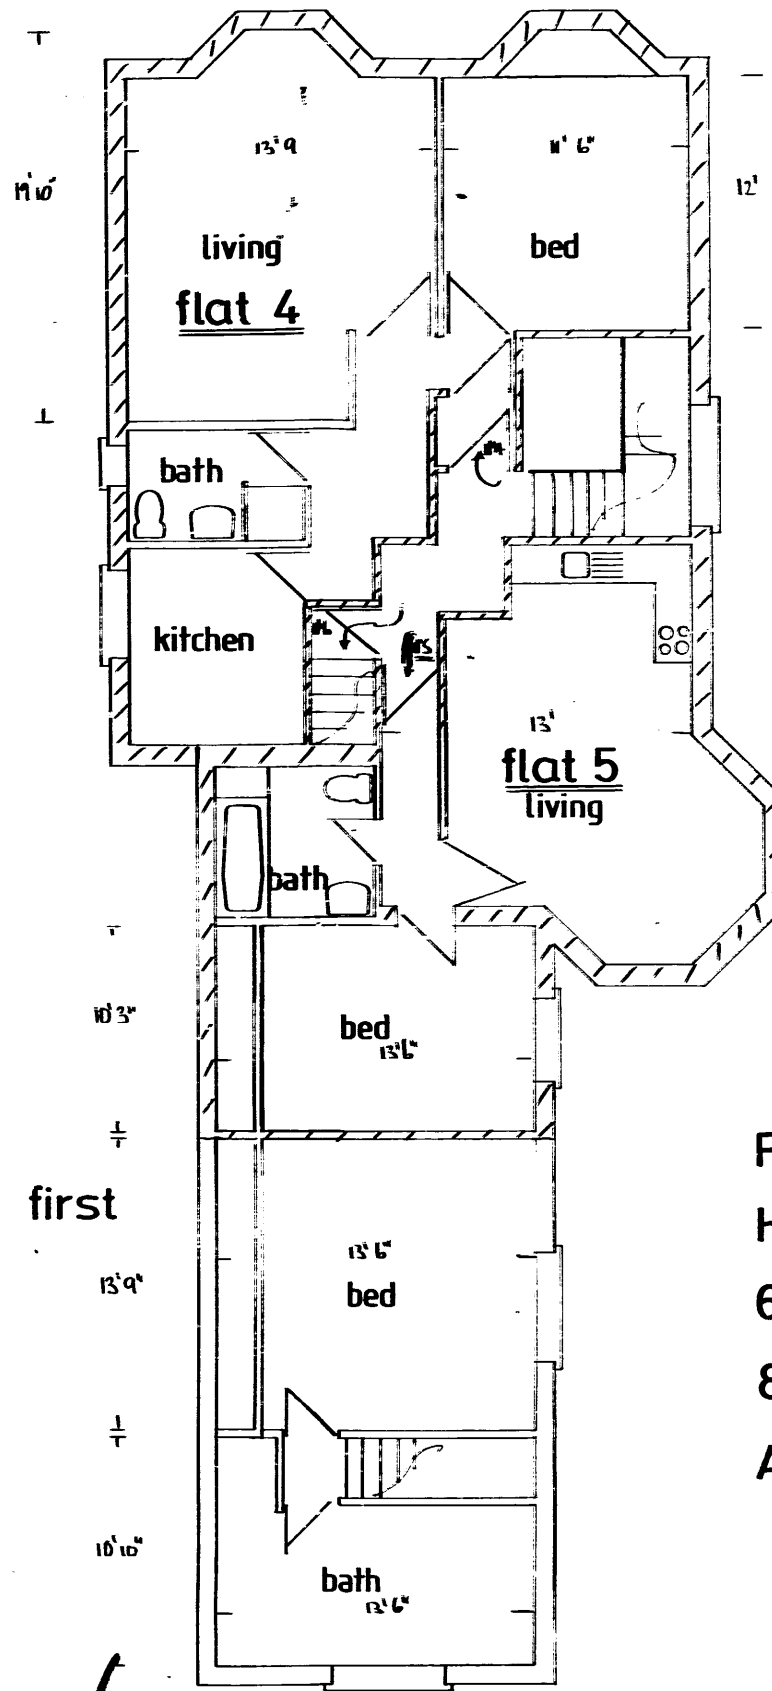 13' 9
11' 6"
19' 10"
12'
living
bed
flat 4
bath
kitchen
13'
flat 5
living
bath
10' 3"
bed
13' 6"
first
13' 6"
13' 9"
bed
10' 10"
bath
13' 6"